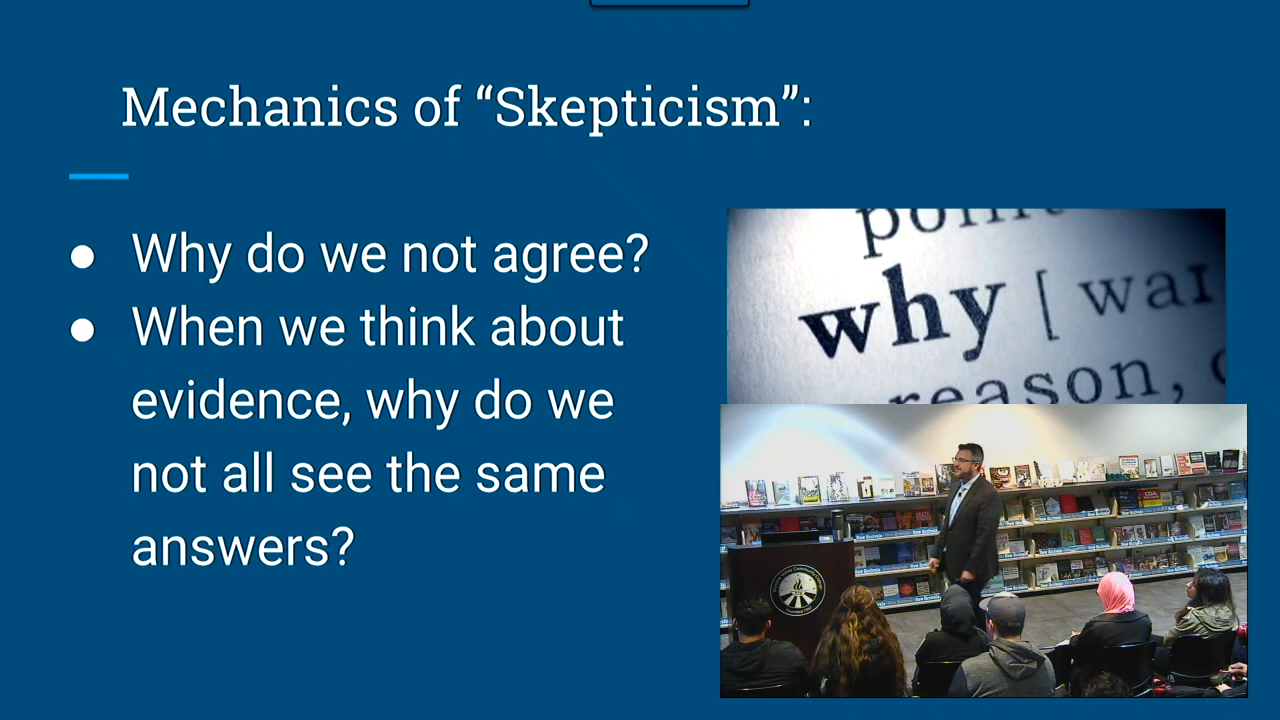 Mechanics of “Skepticism”:
● Why do we not agree?
● When we think about
evidence, why do we
not all see the same
answers?
why [
reason,